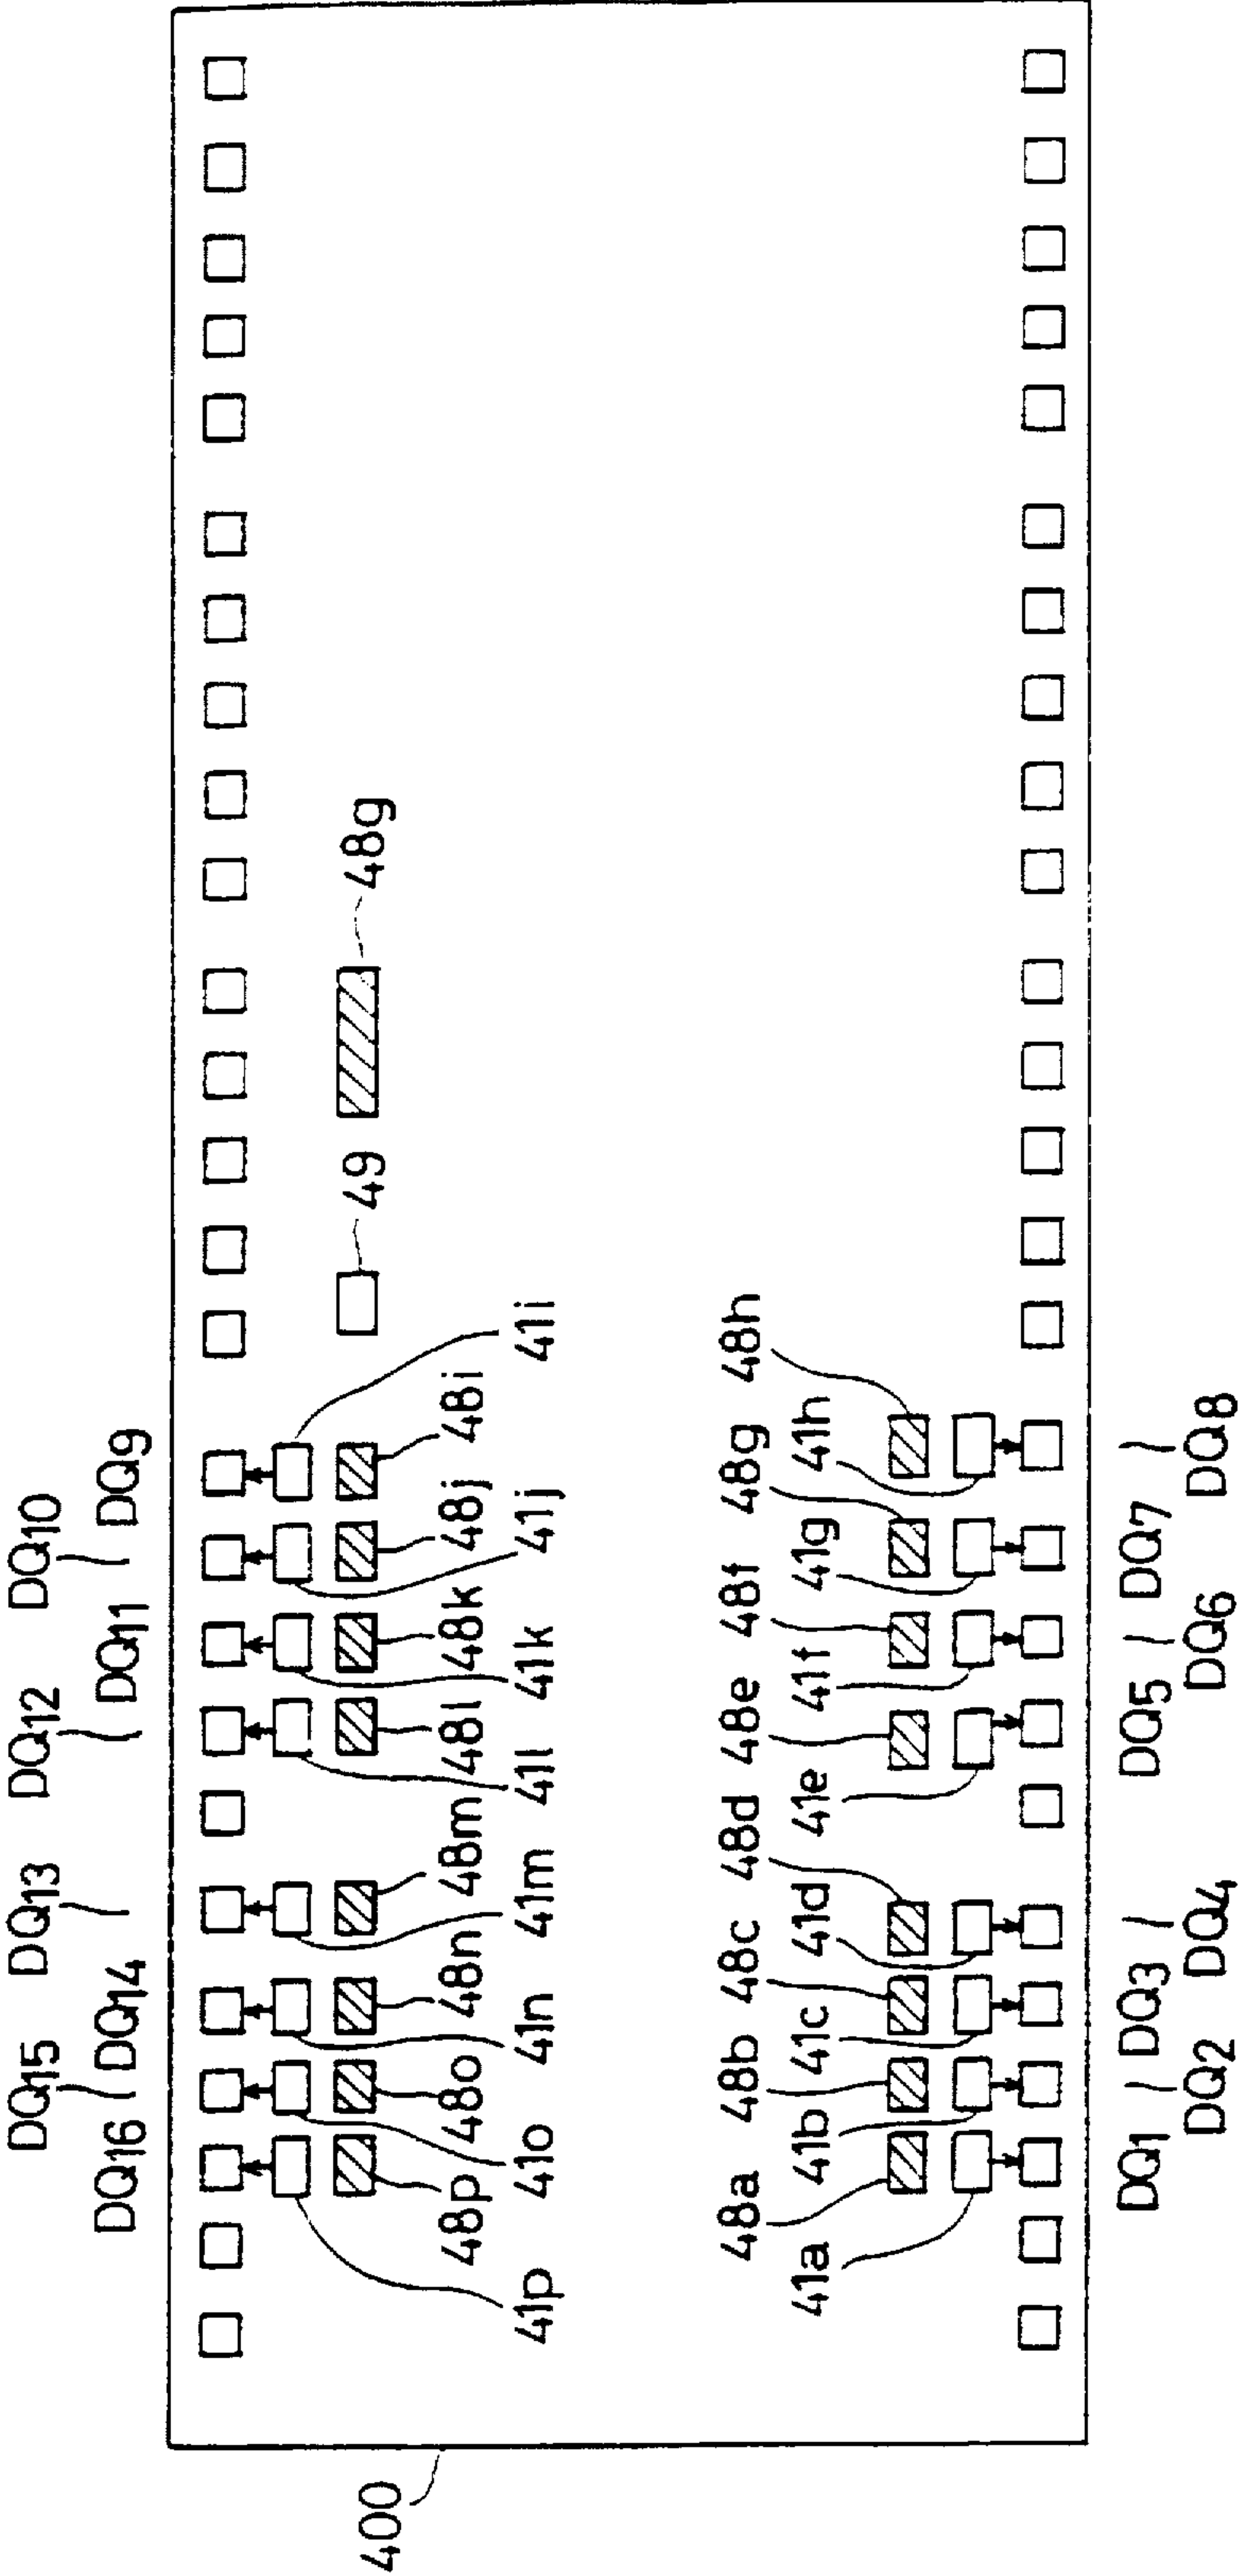 DQ15 DQ13 DQ12 DQ10
DQ16 DQ14 DQ11 DQ9
400 49 48g
48p 48o 48n 48m 48l 48k 48j 48i
41p 41o 41n 41m 41l 41k 41j 41i
48a 48b 48c 48d 48e 48f 48g 48h
41a 41b 41c 41d 41e 41f 41g 41h
DQ1 DQ3 DQ5 DQ7
DQ2 DQ4 DQ6 DQ8